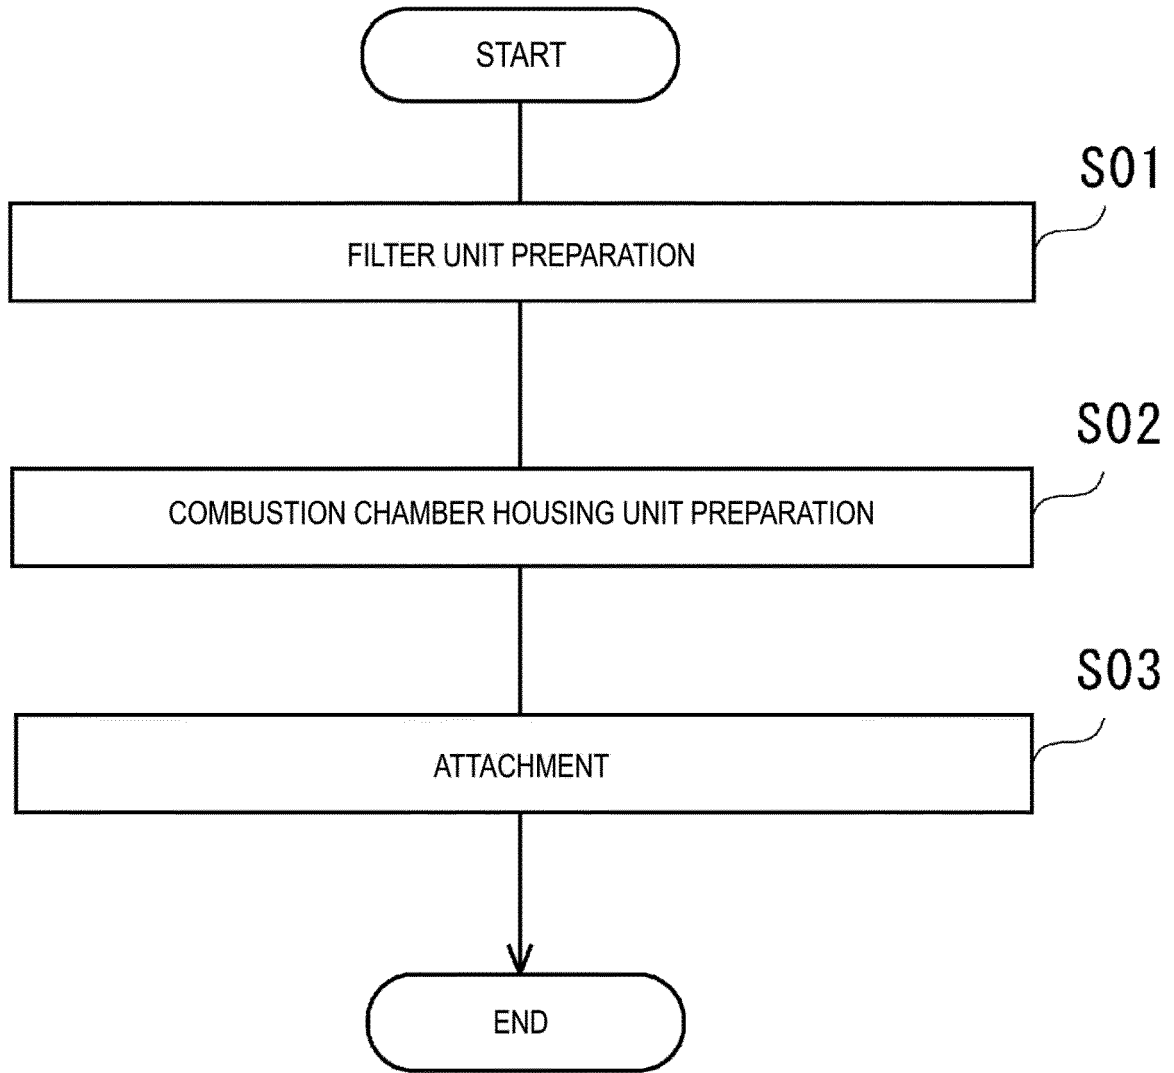 START
S01
FILTER UNIT PREPARATION
S02
COMBUSTION CHAMBER HOUSING UNIT PREPARATION
S03
ATTACHMENT
END